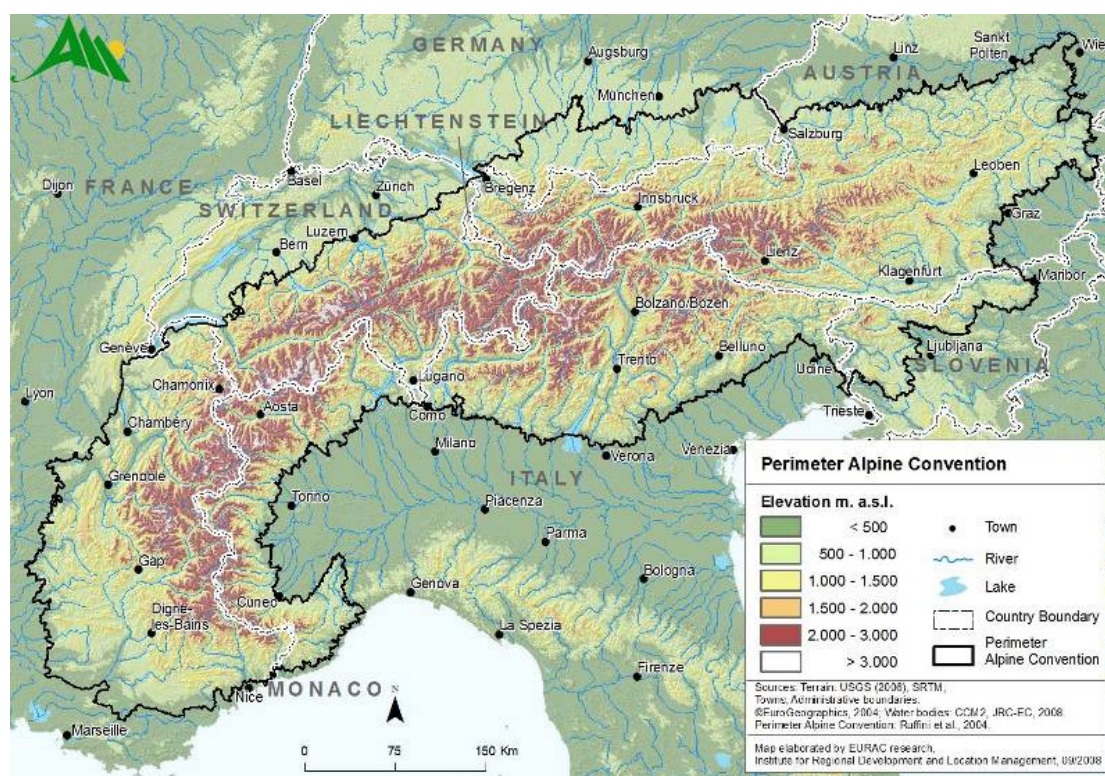 GERMANY
Augsburg
Linz
Sankt
Polten
Wie
AUSTRIA
München
LIECHTENSTEIN
Salzburg
Leoben
Basel
Zürich
Bregenz
Dijon
FRANCE
Innsbruck
SWITZERLAND
Graz
Luzern
Bern
Lienz
Klagenfurt
Maribor
Bolzano/Bozen
Genève
Trento
Belluno
Ljubljana
SLOVENIA
Udine
Chamonix
Lugano
Lyon
Aosta
Como
Trieste
Chambéry
Milano
Venezia
Verona
Grenoble
ITALY
Torino
Piacenza
Parma
Gap
Bologna
Cuneo
Genova
Digne-
les-Bains
La Spezia
Firenze
MONACO
Nice
N
Marseille
0 75 150 Km
Perimeter Alpine Convention
Elevation m. a.s.l.
< 500
500 - 1.000
1.000 - 1.500
1.500 - 2.000
2.000 - 3.000
> 3.000
Town
River
Lake
Country Boundary
Perimeter
Alpine Convention
Sources: Terrain: USGS (2006), SRTM,
Towns, Administrative boundaries:
©EuroGeographics, 2004; Water bodies: CCM2, JRC-EC, 2008
Perimeter Alpine Convention: Ruffini et al., 2004.
Map elaborated by EURAC research,
Institute for Regional Development and Location Management, 09/2008